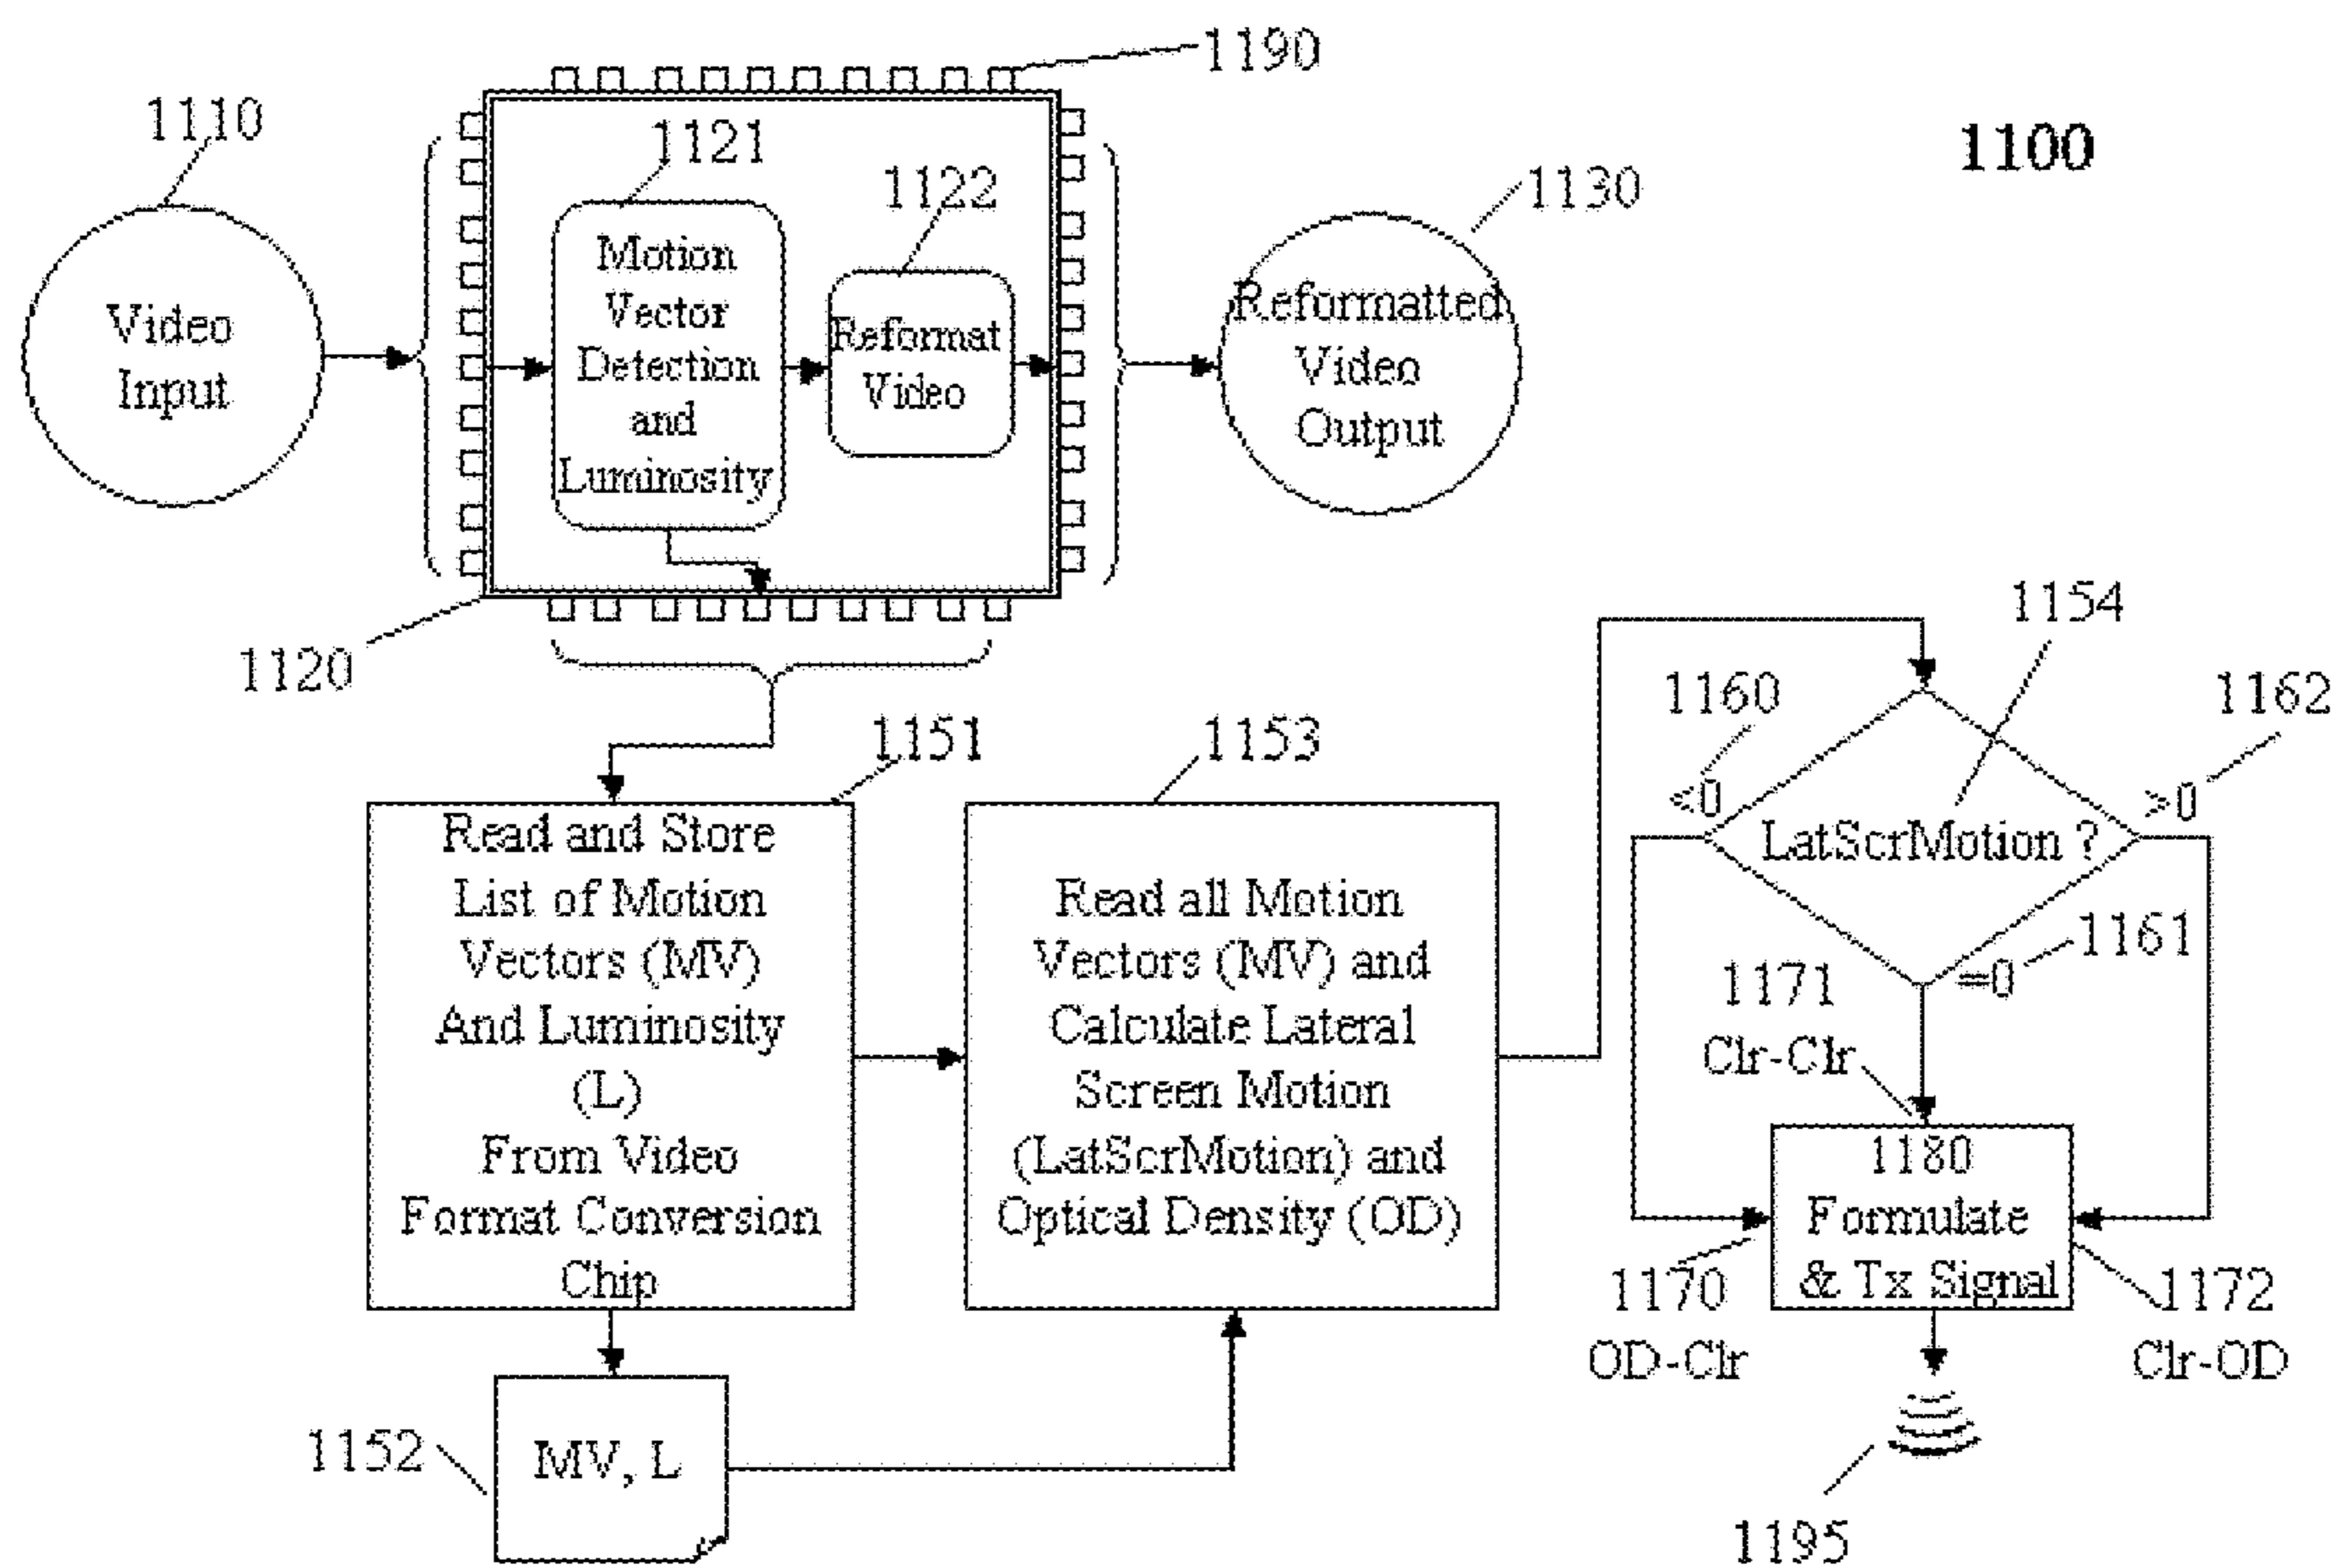 1190
1110
1121
1100
1122
1130
Video
Input
Motion
Vector
Detection
and
Luminosity
Reformat
Video
Reformatted
Video
Output
1120
1154
1160
1162
1151
1153
<0
>0
LatScrMotion ?
Read and Store
List of Motion
Vectors (MV)
And Luminosity
(L)
From Video
Format Conversion
Chip
Read all Motion
Vectors (MV) and
Calculate Lateral
Screen Motion
(LatScrMotion) and
Optical Density (OD)
1161
=0
1171
Clr-Clr
1180
Formulate
& Tx Signal
1170
OD-Clr
1172
Clr-OD
1152
MV, L
1195